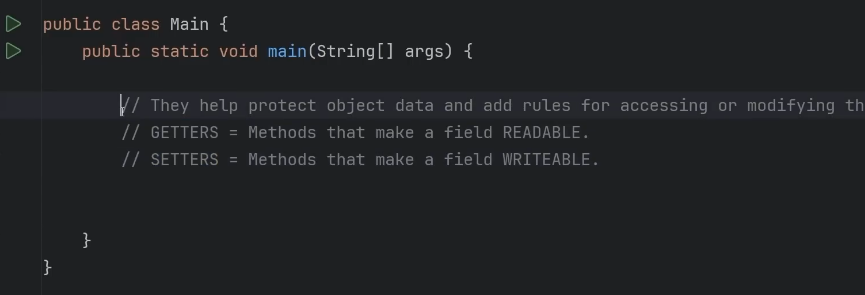 public class Main {
public static void main(String[] args) {
// They help protect object data and add rules for accessing or modifying
// GETTERS = Methods that make a field READABLE.
// SETTERS = Methods that make a field WRITEABLE.
}
}